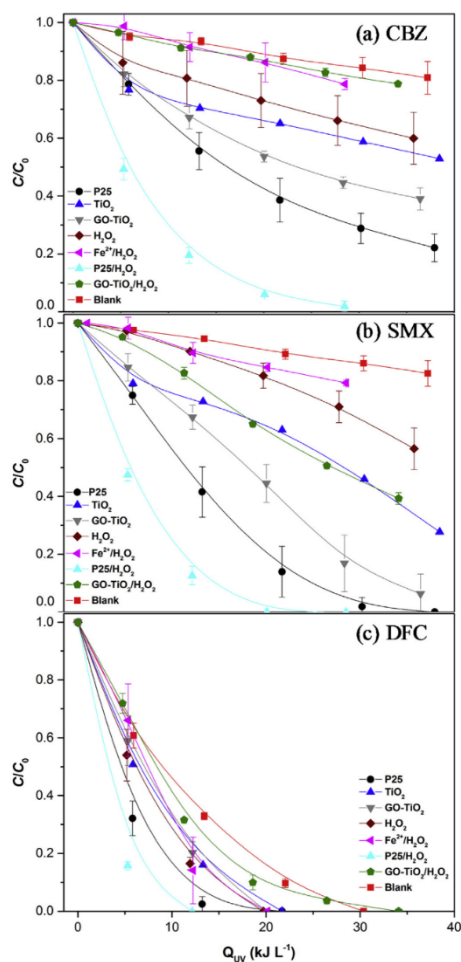 (a) CBZ
1.0
0.8
0.6
0.4
0.2
0.0
C/C₀
P25
TiO₂
GO-TiO₂
H₂O₂
Fe²⁺/H₂O₂
P25/H₂O₂
GO-TiO₂/H₂O₂
Blank
(b) SMX
1.0
0.8
0.6
0.4
0.2
0.0
C/C₀
P25
TiO₂
GO-TiO₂
H₂O₂
Fe²⁺/H₂O₂
P25/H₂O₂
GO-TiO₂/H₂O₂
Blank
(c) DFC
1.0
0.8
0.6
0.4
0.2
0.0
C/C₀
P25
TiO₂
GO-TiO₂
H₂O₂
Fe²⁺/H₂O₂
P25/H₂O₂
GO-TiO₂/H₂O₂
Blank
0 10 20 30 40
Q_UV (kJ L⁻¹)